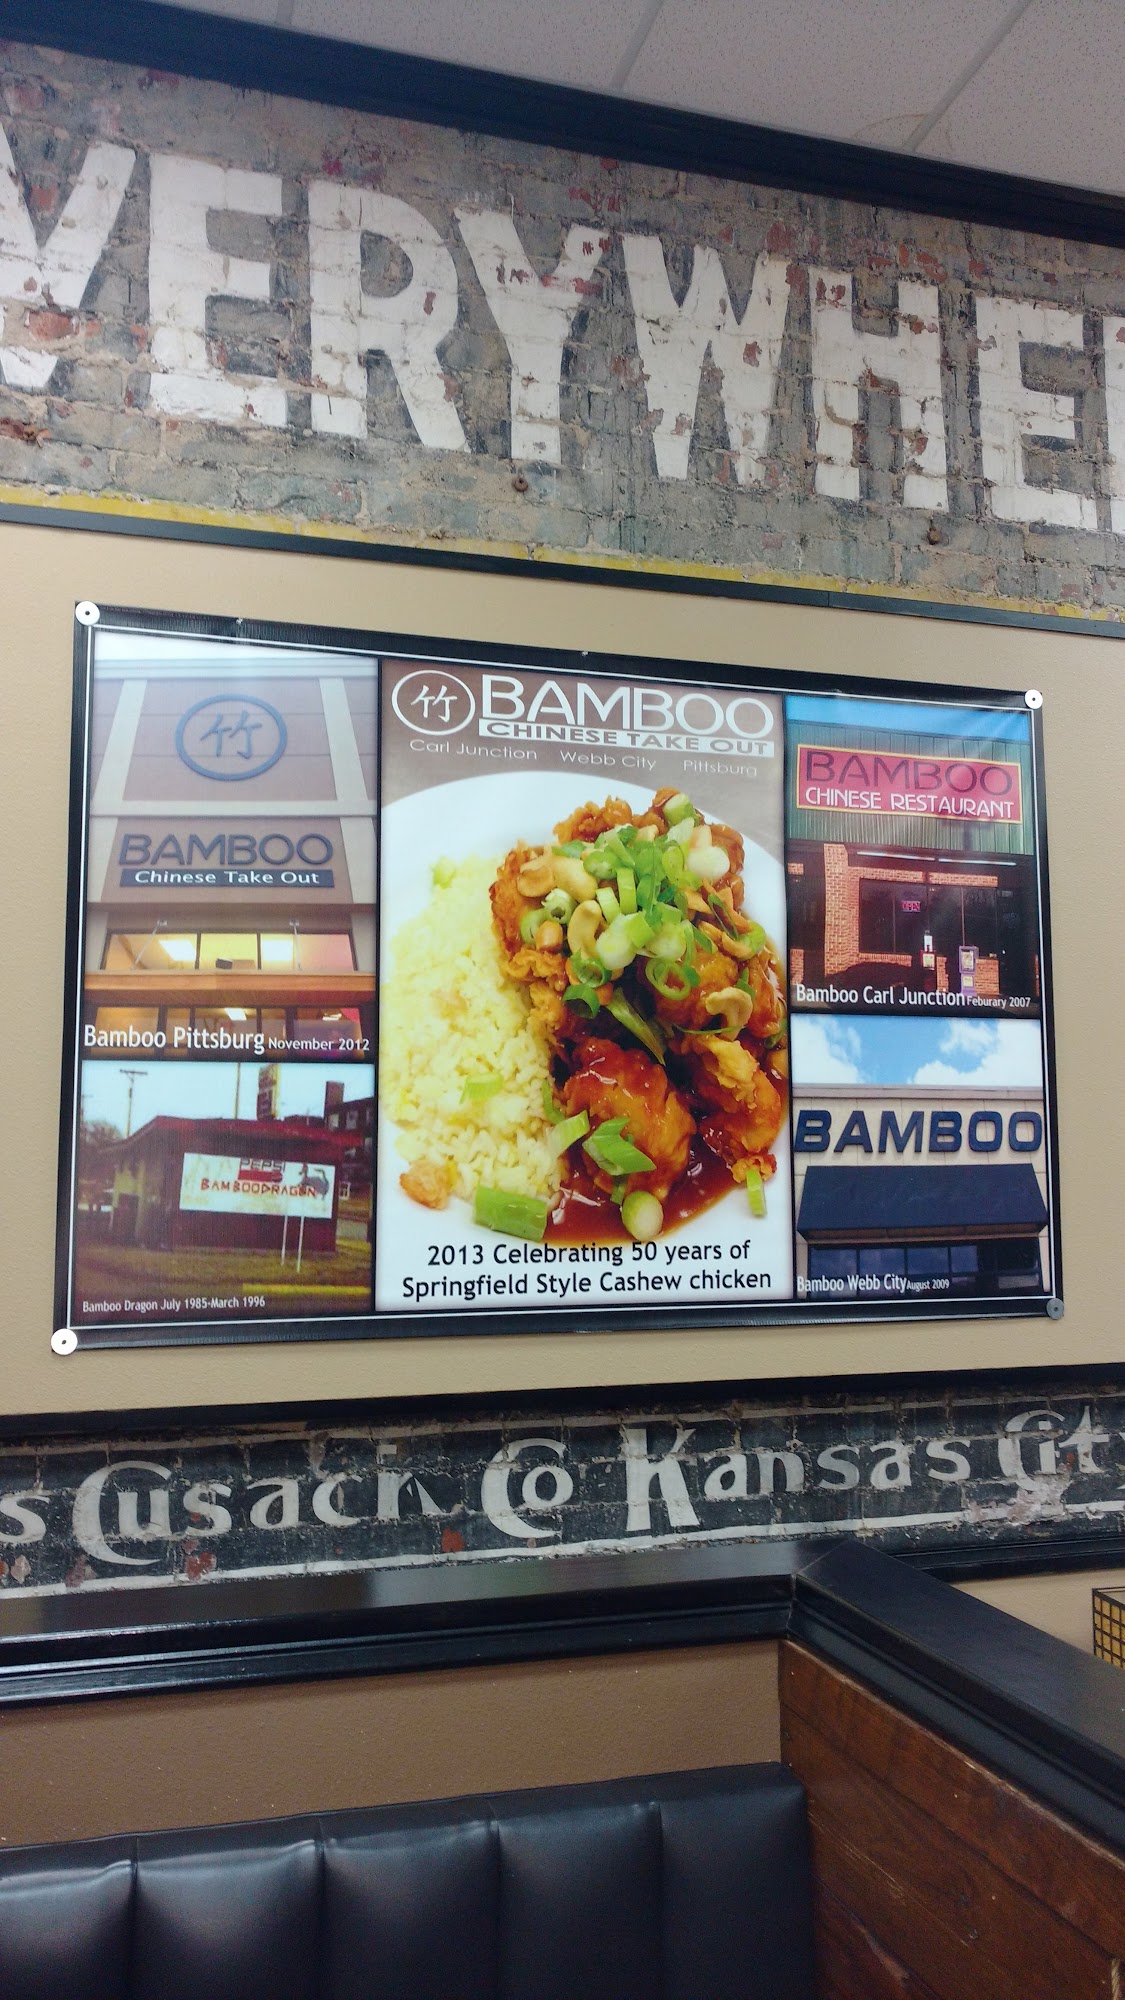 VERYWHE
竹
BAMBOO
Chinese Take Out
Bamboo Pittsburg November 2012
PEPSI
BAMBOO DRAGON
Bamboo Dragon July 1985-March 1996
竹 BAMBOO
CHINESE TAKE OUT
Carl Junction Webb City Pittsburg
2013 Celebrating 50 years of
Springfield Style Cashew chicken
BAMBOO
CHINESE RESTAURANT
OPEN
Bamboo Carl Junction Feburary 2007
BAMBOO
Bamboo Webb City August 2009
s Cusack Co Kansas City